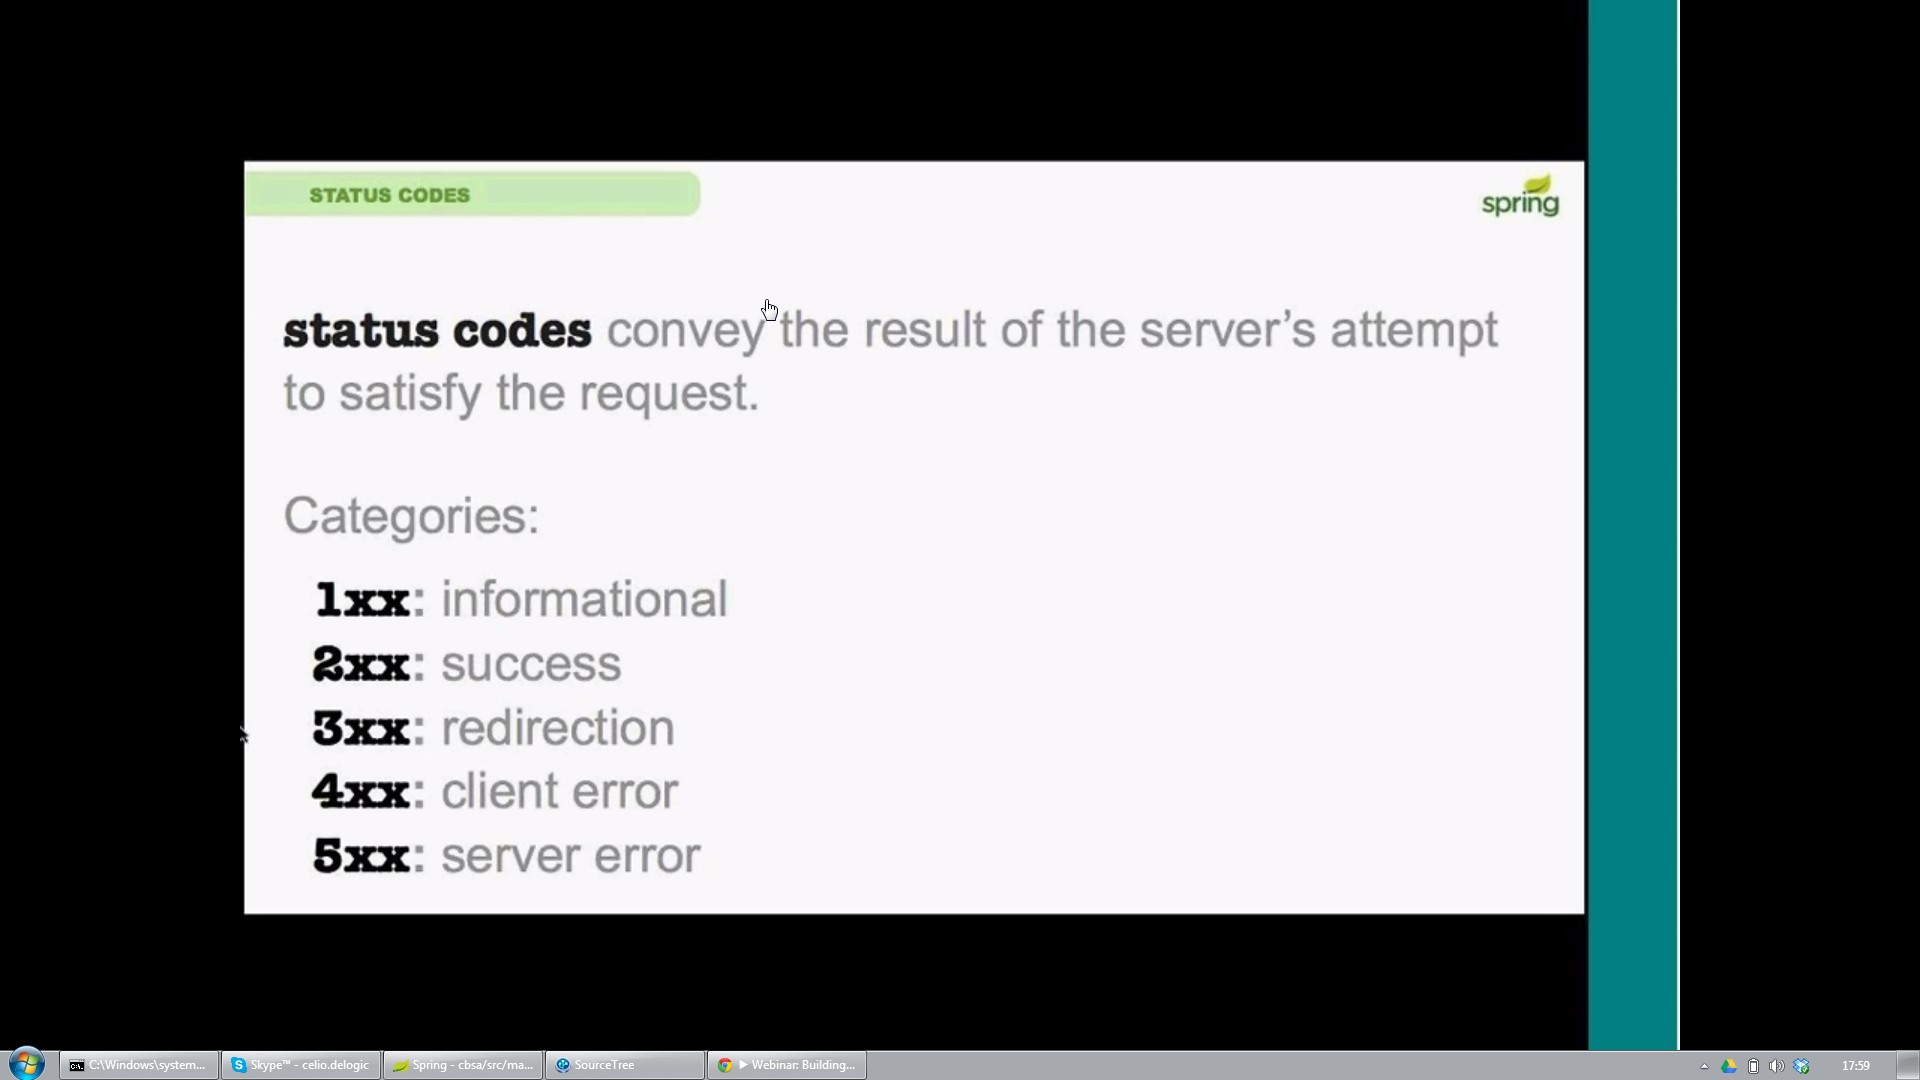 STATUS CODES
spring
status codes convey the result of the server's attempt
to satisfy the request.
Categories:
1xx: informational
2xx: success
3xx: redirection
4xx: client error
5xx: server error
C:\Windows\system...
Skype™ - celio.delogic
Spring - cbsa/src/ma...
SourceTree
Webinar: Building...
17:59